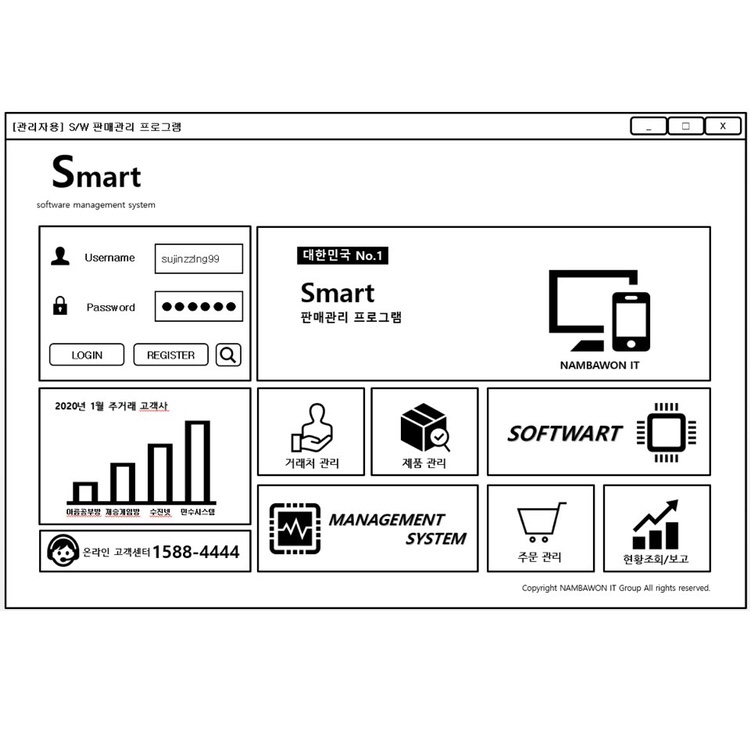 [관리자용] S/W 판매관리 프로그램
_ □ X
Smart
software management system
Username sujinzzing99
Password ●●●●●●
LOGIN REGISTER
대한민국 No.1
Smart
판매관리 프로그램
NAMBAWON IT
2020년 1월 주거래 고객사
아름공부방 재승게임방 수진넷 민수시스템
거래처 관리
제품 관리
SOFTWART
온라인 고객센터 1588-4444
MANAGEMENT
SYSTEM
주문 관리
현황조회/보고
Copyright NAMBAWON IT Group All rights reserved.